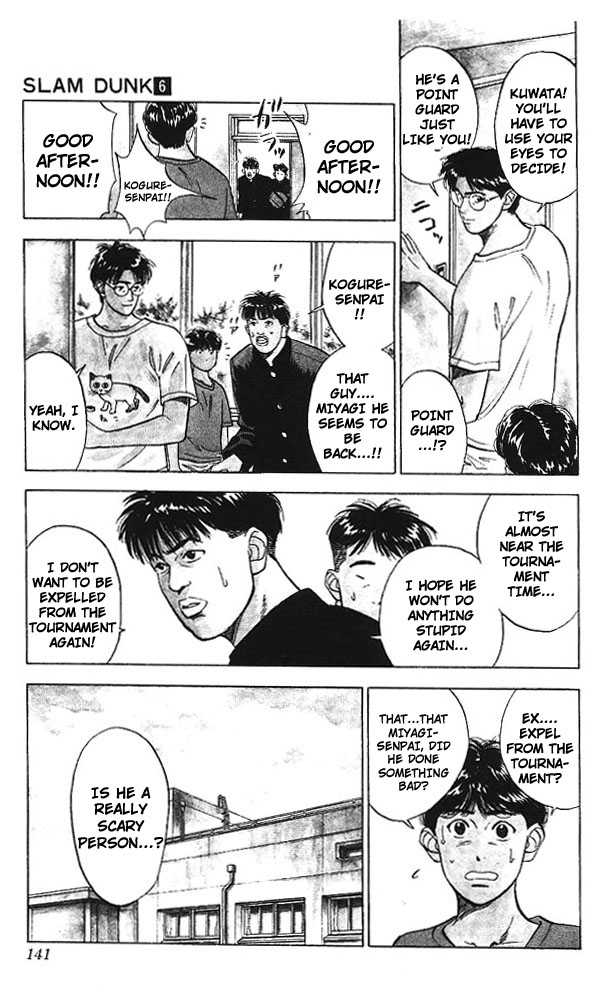 SLAM DUNK 6
KUWATA!
YOU'LL
HAVE TO
USE YOUR
EYES TO
DECIDE!
HE'S A
POINT
GUARD
JUST
LIKE YOU!
POINT
GUARD
...!?
GOOD
AFTER-
NOON!!
GOOD
AFTER-
NOON!!
KOGURE-
SENPAI!!
KOGURE-
SENPAI
!!
THAT
GUY....
MIYAGI HE
SEEMS TO
BE
BACK...!!
YEAH, I
KNOW.
IT'S
ALMOST
NEAR THE
TOURNA-
MENT
TIME...
I HOPE HE
WON'T DO
ANYTHING
STUPID
AGAIN...
I DON'T
WANT TO BE
EXPELLED
FROM THE
TOURNAMENT
AGAIN!
EX....
EXPEL
FROM THE
TOURNA-
MENT?
THAT...THAT
MIYAGI-
SENPAI, DID
HE DONE
SOMETHING
BAD?
IS HE A
REALLY
SCARY
PERSON...?
141